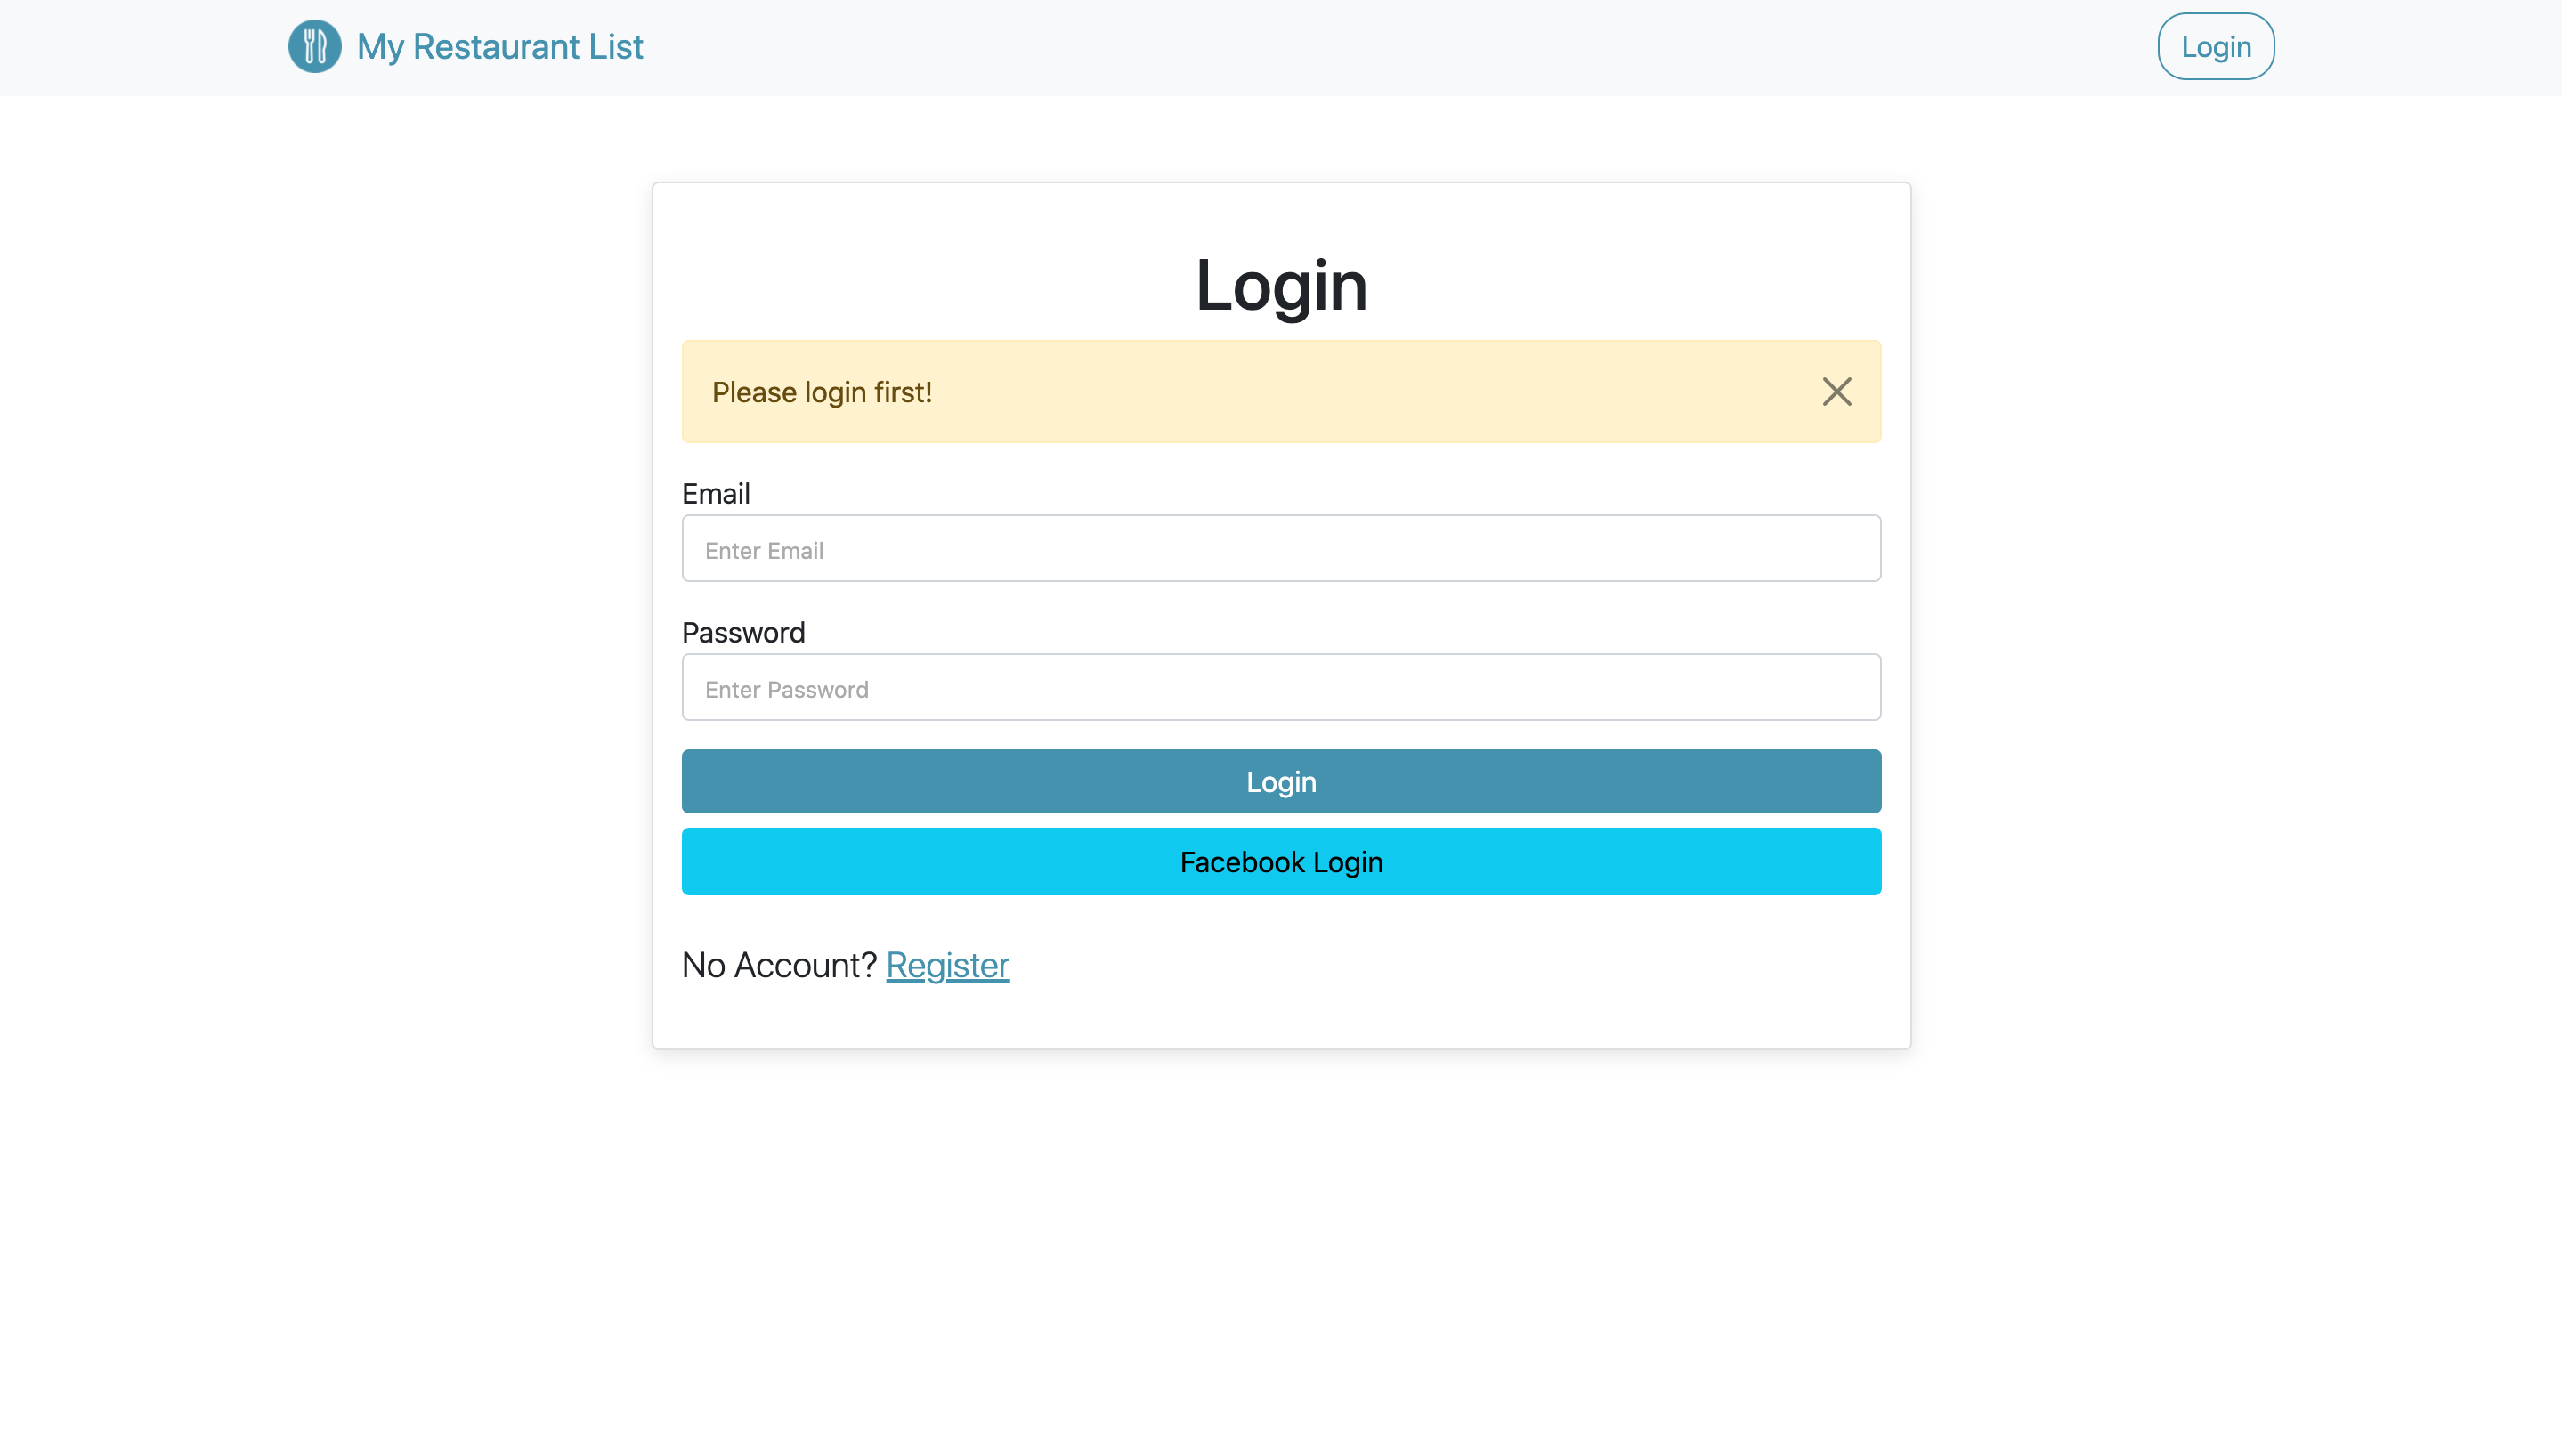 My Restaurant List
Login
Login
Please login first!
Email
Enter Email
Password
Enter Password
Login
Facebook Login
No Account? Register